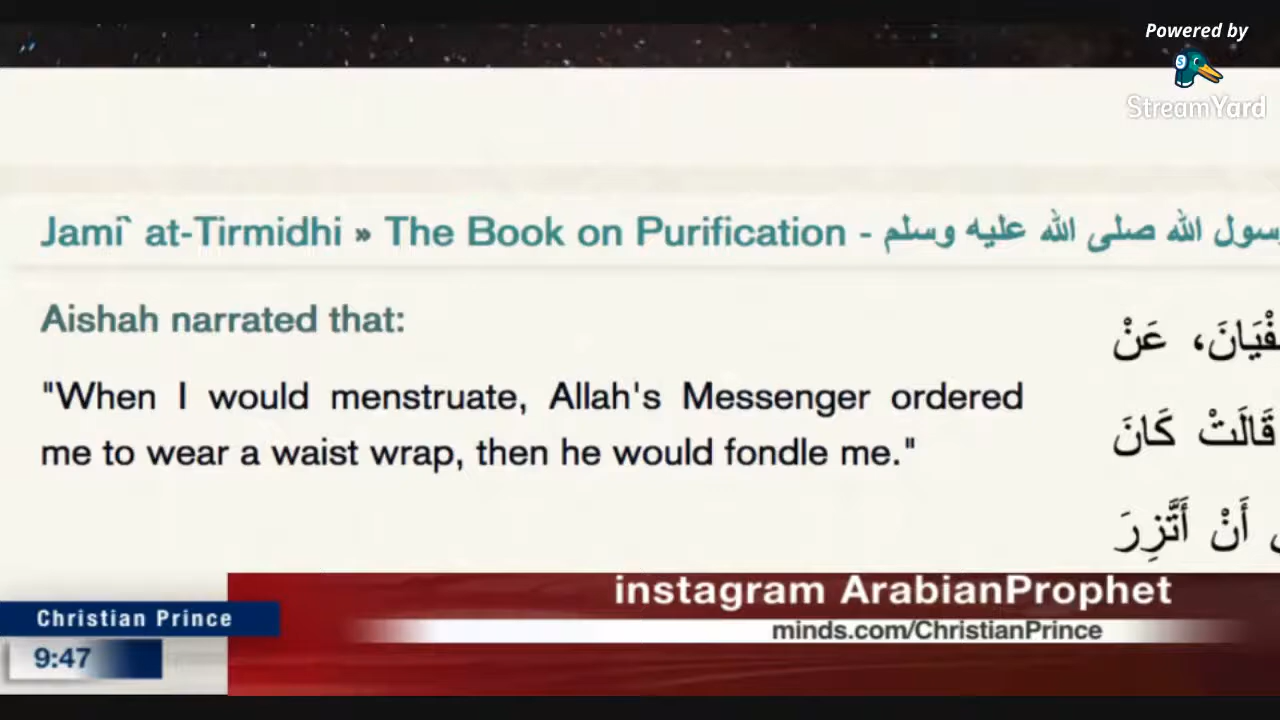 Powered by
StreamYard
Jami` at-Tirmidhi » The Book on Purification - سول الله صلى الله عليه وسلم
Aishah narrated that:
"When I would menstruate, Allah's Messenger ordered
me to wear a waist wrap, then he would fondle me."
فْيَانَ، عَنْ
قَالَتْ كَانَ
أَنْ أَتَّزِرَ
instagram ArabianProphet
minds.com/ChristianPrince
Christian Prince
9:47